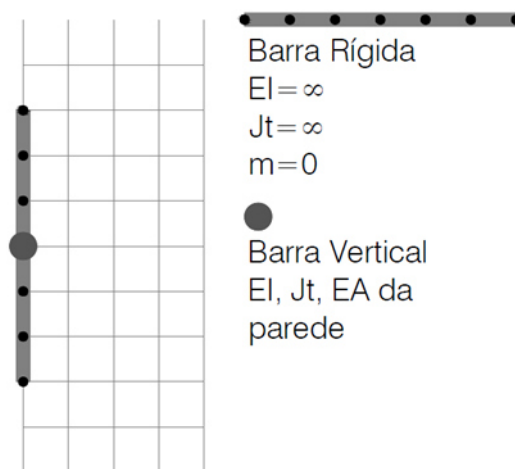 Barra Rígida
EI=∞
Jt=∞
m=0
Barra Vertical
EI, Jt, EA da
parede